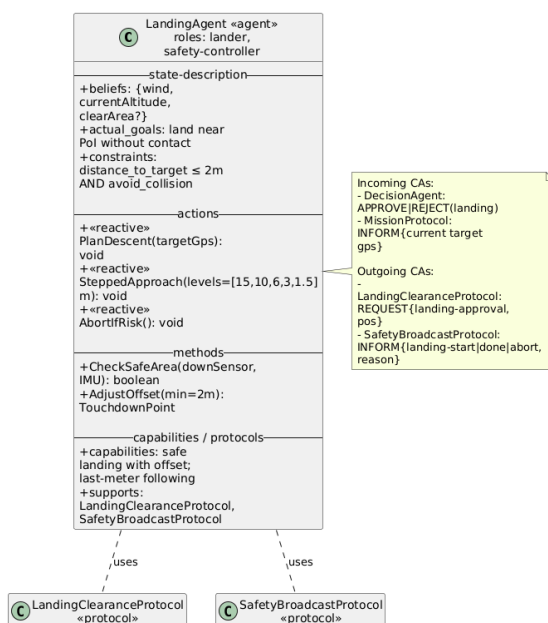 LandingAgent «agent»
roles: lander,
safety-controller
C
state-description
+beliefs: {wind,
currentAltitude,
clearArea?}
+actual_goals: land near
PoI without contact
+constraints:
distance_to_target ≤ 2m
AND avoid_collision
actions
+«reactive»
PlanDescent(targetGps):
void
+«reactive»
SteppedApproach(levels=[15,10,6,3,1.5]
m): void
+«reactive»
AbortIfRisk(): void
methods
+CheckSafeArea(downSensor,
IMU): boolean
+AdjustOffset(min=2m):
TouchdownPoint
capabilities / protocols
+capabilities: safe
landing with offset;
last-meter following
+supports:
LandingClearanceProtocol,
SafetyBroadcastProtocol
Incoming CAs:
- DecisionAgent:
APPROVE|REJECT(landing)
- MissionProtocol:
INFORM{current target
gps}
Outgoing CAs:
-
LandingClearanceProtocol:
REQUEST{landing-approval,
pos}
- SafetyBroadcastProtocol:
INFORM{landing-start|done|abort,
reason}
uses
uses
C LandingClearanceProtocol
«protocol»
C SafetyBroadcastProtocol
«protocol»